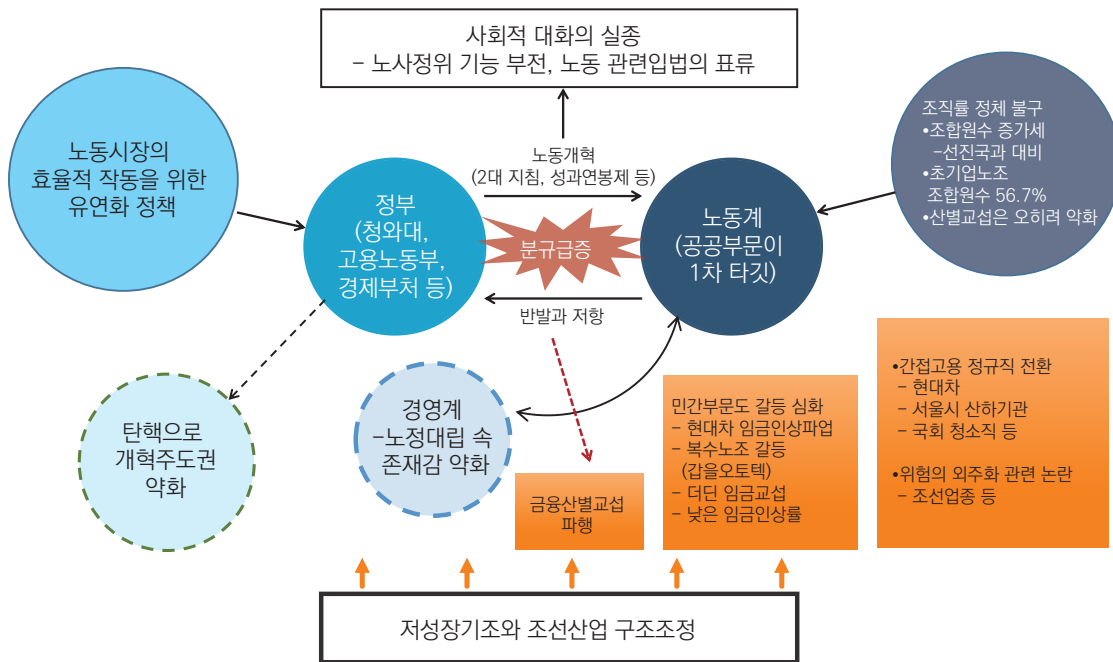 사회적 대화의 실종
– 노사정위 기능 부전, 노동 관련입법의 표류
노동시장의
효율적 작동을 위한
유연화 정책
정부
(청와대,
고용노동부,
경제부처 등)
노동개혁
(2대 지침, 성과연봉제 등)
분규급증
반발과 저항
노동계
(공공부문이
1차 타깃)
조직률 정체 불구
•조합원수 증가세
–선진국과 대비
•초기업노조
조합원수 56.7%
•산별교섭은 오히려 악화
탄핵으로
개혁주도권
약화
경영계
–노정대립 속
존재감 약화
금융산별교섭
파행
민간부문도 갈등 심화
– 현대차 임금인상파업
– 복수노조 갈등
(갑을오토텍)
– 더딘 임금교섭
– 낮은 임금인상률
•간접고용 정규직 전환
– 현대차
– 서울시 산하기관
– 국회 청소직 등
•위험의 외주화 관련 논란
– 조선업종 등
저성장기조와 조선산업 구조조정